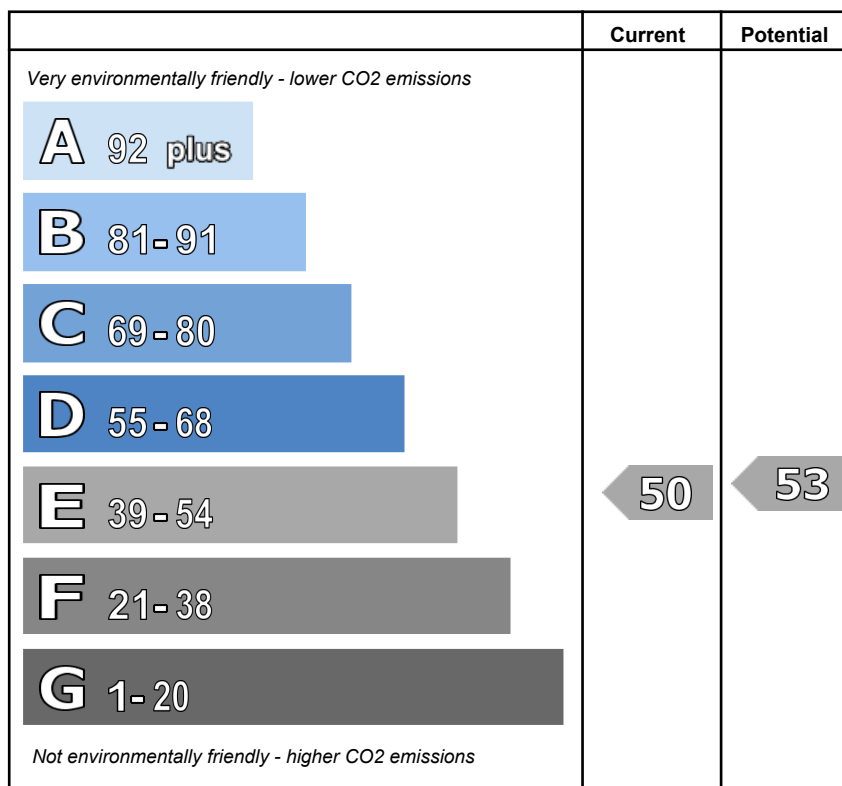 Current Potential
Very environmentally friendly - lower CO2 emissions
A 92 plus
B 81-91
C 69-80
D 55-68
E 39-54 50 53
F 21-38
G 1-20
Not environmentally friendly - higher CO2 emissions